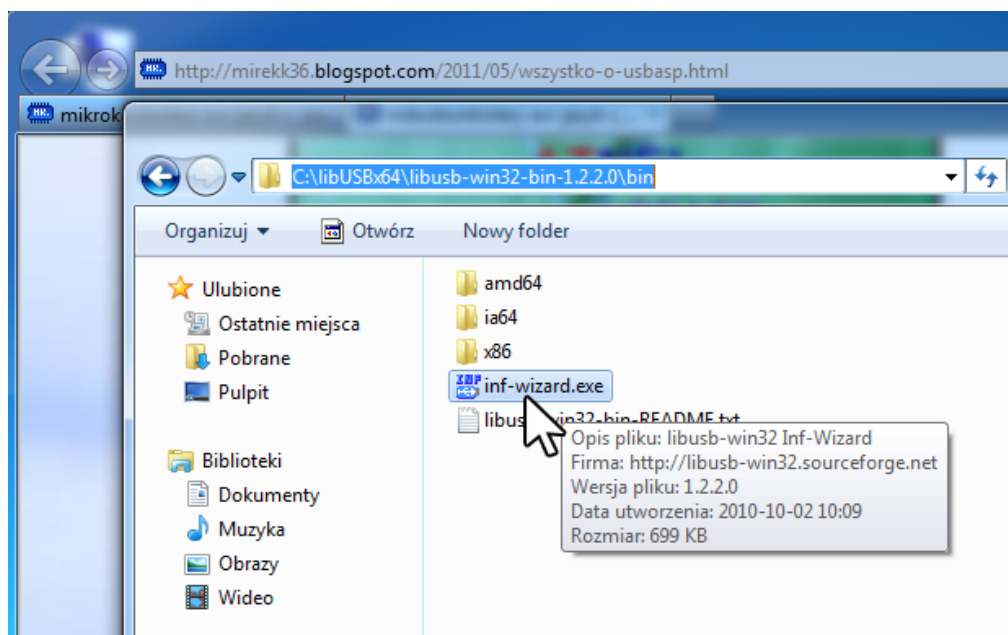 http://mirekk36.blogspot.com/2011/05/wszystko-o-usbasp.html
MK.
mikrok
C:\libUSBx64\libusb-win32-bin-1.2.2.0\bin
Organizuj
Otwórz
Nowy folder
Ulubione
Ostatnie miejsca
Pobrane
Pulpit
Biblioteki
Dokumenty
Muzyka
Obrazy
Wideo
amd64
ia64
x86
inf-wizard.exe
Opis pliku: libusb-win32 Inf-Wizard
Firma: http://libusb-win32.sourceforge.net
Wersja pliku: 1.2.2.0
Data utworzenia: 2010-10-02 10:09
Rozmiar: 699 KB